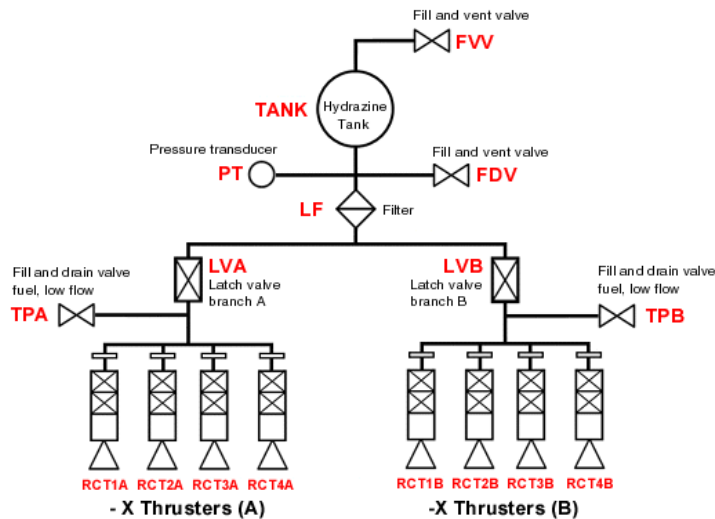 Fill and vent valve
FVV
TANK
Hydrazine
Tank
Pressure transducer
PT
Fill and vent valve
FDV
LF
Filter
LVA
Latch valve
branch A
LVB
Latch valve
branch B
Fill and drain valve
fuel, low flow
TPA
Fill and drain valve
fuel, low flow
TPB
RCT1A RCT2A RCT3A RCT4A
- X Thrusters (A)
RCT1B RCT2B RCT3B RCT4B
-X Thrusters (B)